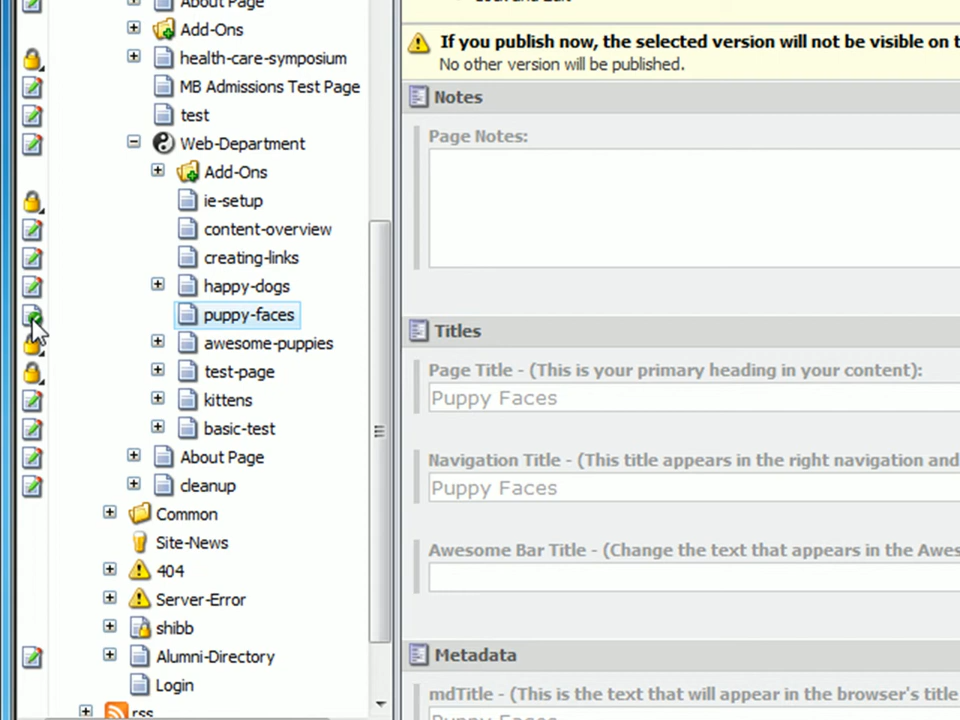 About Page
Add-Ons
health-care-symposium
MB Admissions Test Page
test
Web-Department
Add-Ons
ie-setup
content-overview
creating-links
happy-dogs
puppy-faces
awesome-puppies
test-page
kittens
basic-test
About Page
cleanup
Common
Site-News
404
Server-Error
shibb
Alumni-Directory
Login
rss
If you publish now, the selected version will not be visible on t
No other version will be published.
Notes
Page Notes:
Titles
Page Title - (This is your primary heading in your content):
Puppy Faces
Navigation Title - (This title appears in the right navigation and
Puppy Faces
Awesome Bar Title - (Change the text that appears in the Awes
Metadata
mdTitle - (This is the text that will appear in the browser's title
Puppy Faces